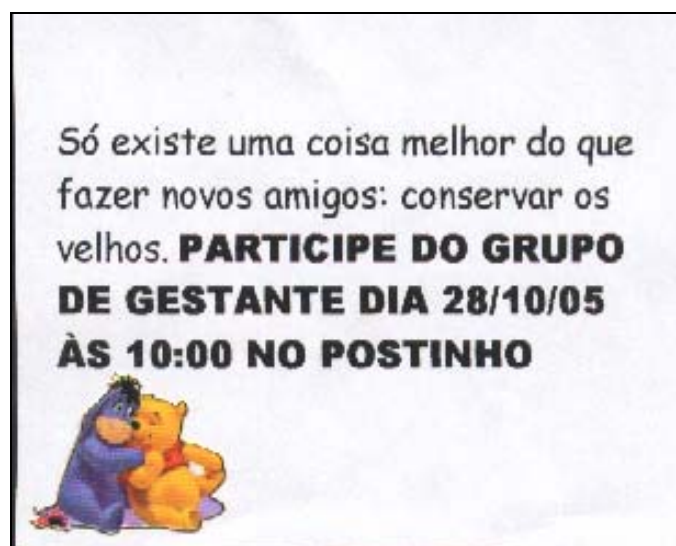 Só existe uma coisa melhor do que
fazer novos amigos: conservar os
velhos. PARTICIPE DO GRUPO
DE GESTANTE DIA 28/10/05
ÀS 10:00 NO POSTINHO